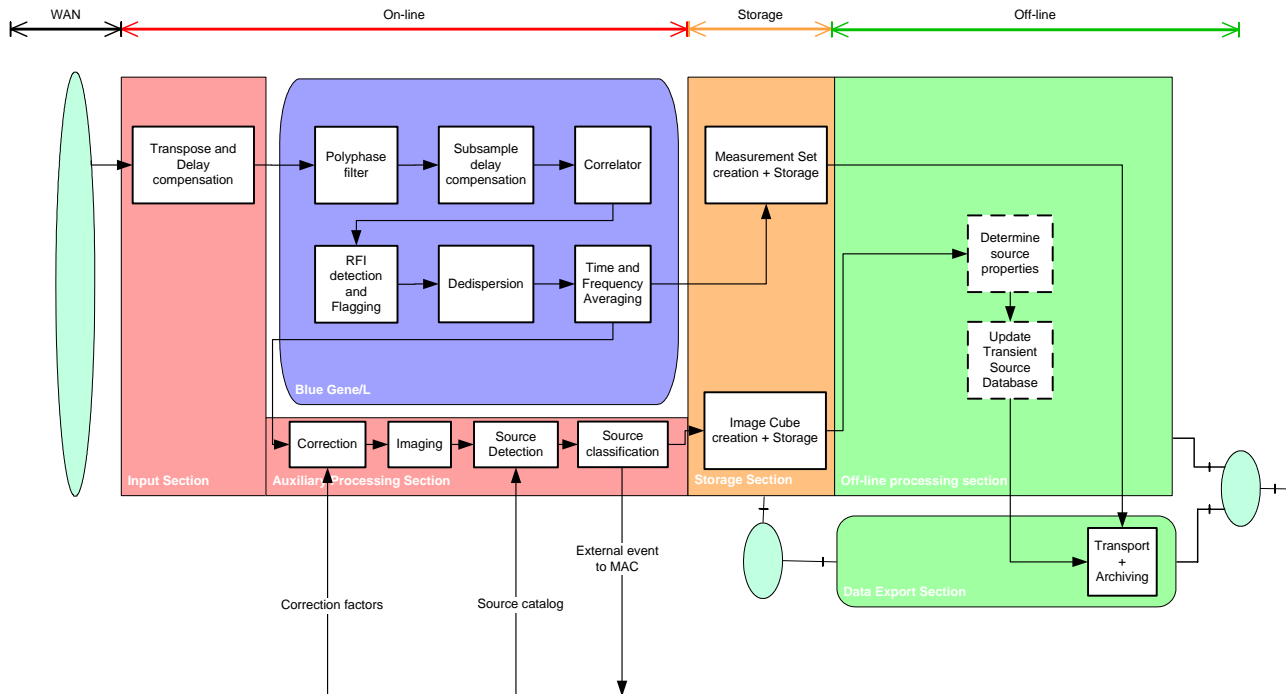 WAN
On-line
Storage
Off-line
Transpose and
Delay
compensation
Polyphase
filter
Subsample
delay
compensation
Correlator
Measurement Set
creation + Storage
RFI
detection
and
Flagging
Dedispersion
Time and
Frequency
Averaging
Determine
source
properties
Update
Transient
Source
Database
Blue Gene/L
Image Cube
creation + Storage
Correction
Imaging
Source
Detection
Source
classification
Input Section
Auxiliary Processing Section
Storage Section
Off-line processing section
External event
to MAC
Transport
+
Archiving
Data Export Section
Correction factors
Source catalog